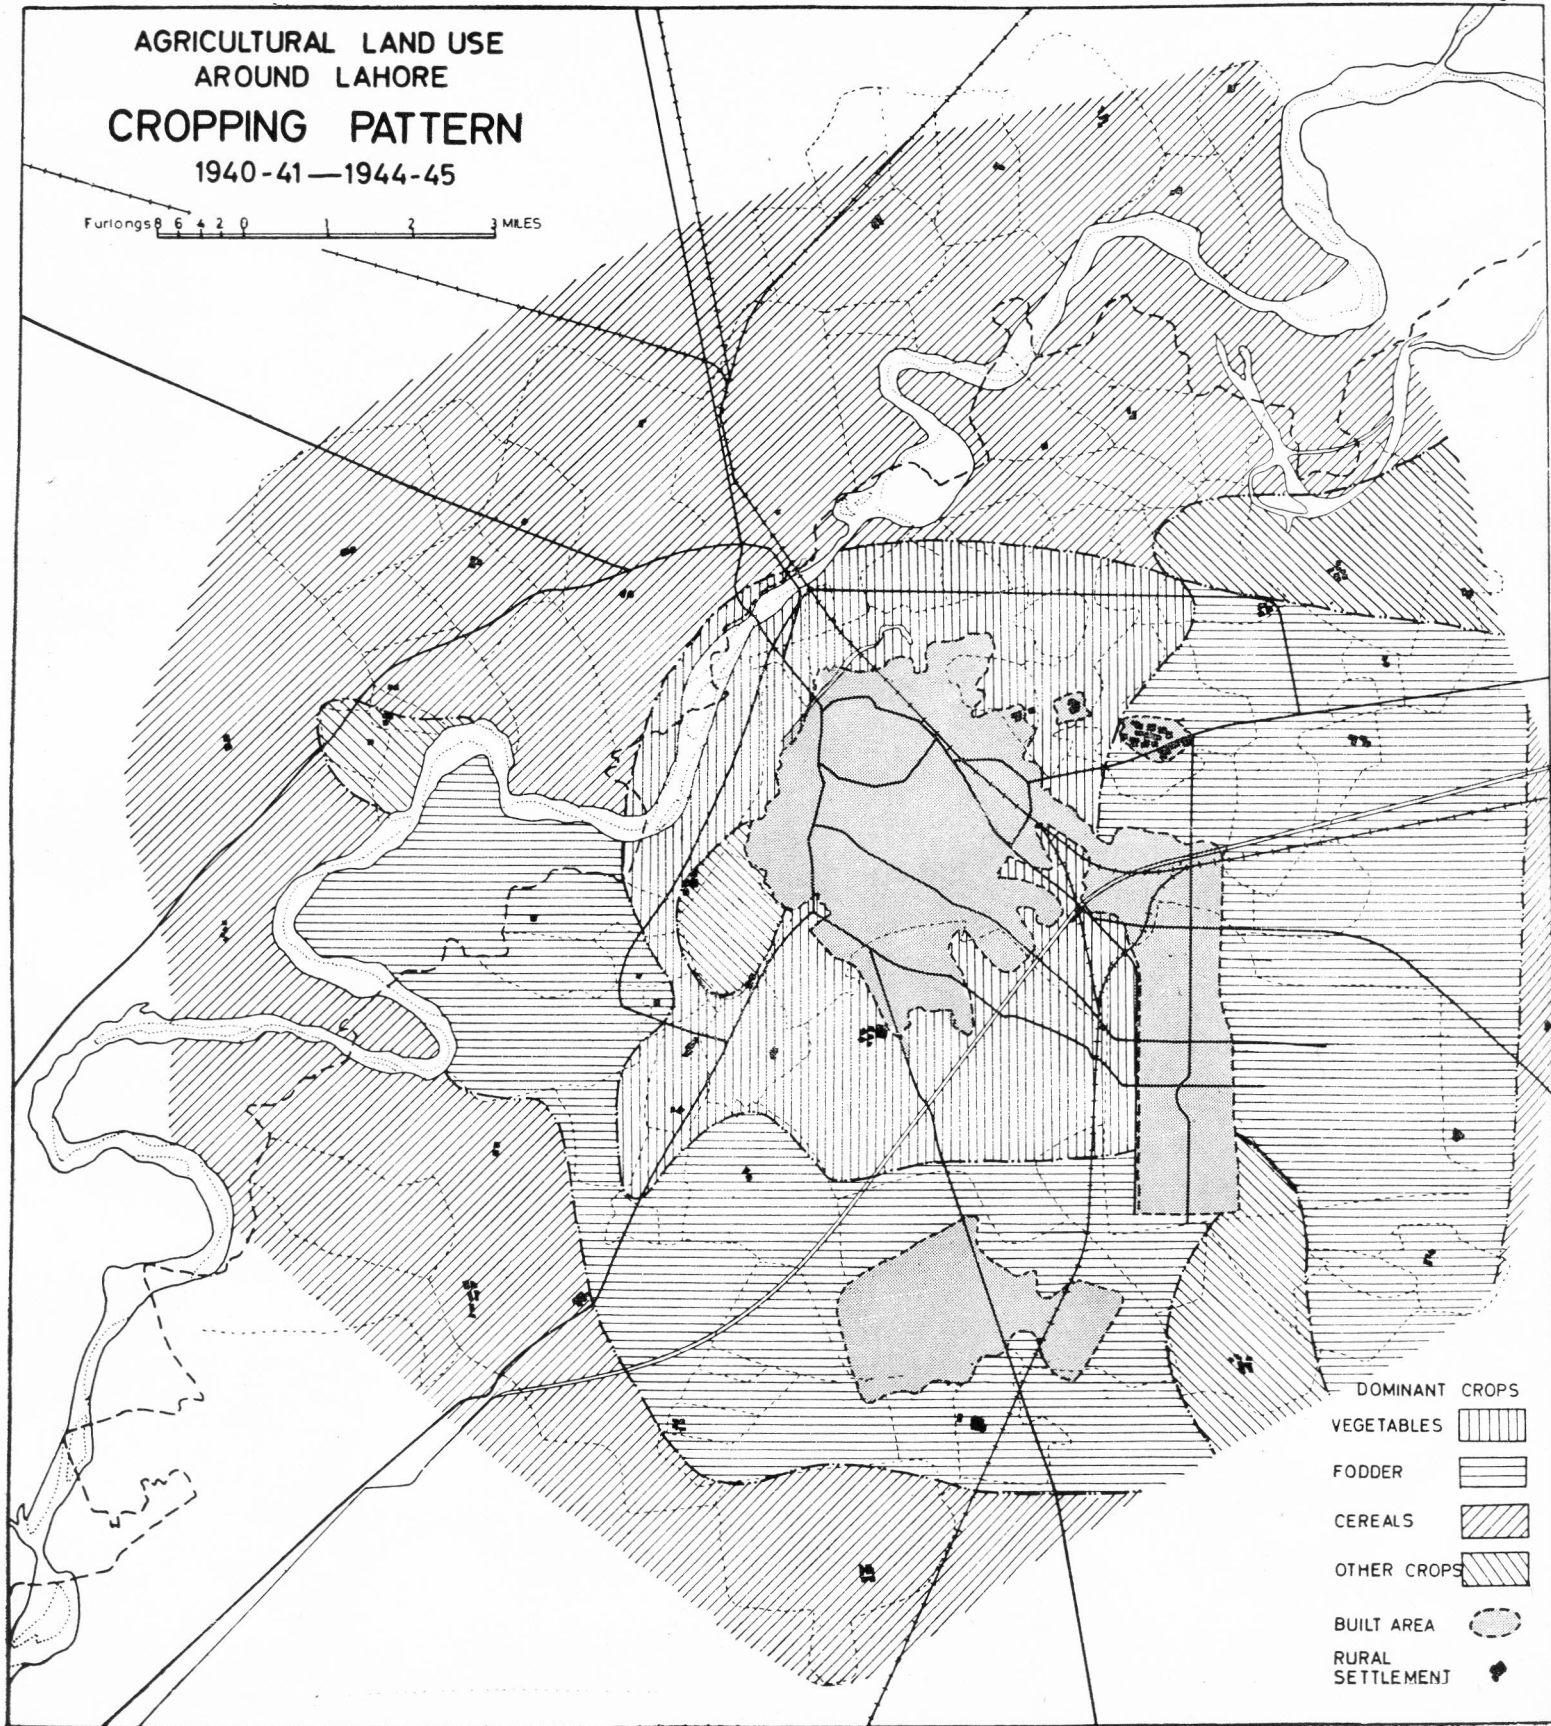 AGRICULTURAL LAND USE
AROUND LAHORE
CROPPING PATTERN
1940-41—1944-45
Furlongs 8 6 4 2 0 1 2 3 MILES
DOMINANT CROPS
VEGETABLES
FODDER
CEREALS
OTHER CROPS
BUILT AREA
RURAL
SETTLEMENT